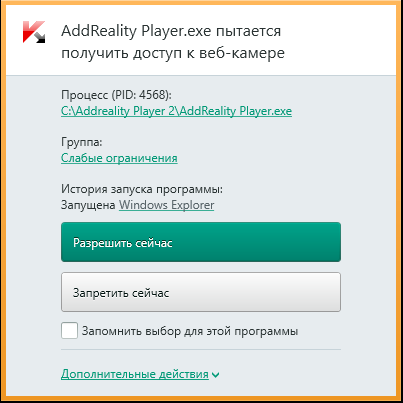 AddReality Player.exe пытается
получить доступ к веб-камере
Процесс (PID: 4568):
C:\Addreality Player 2\AddReality Player.exe
Группа:
Слабые ограничения
История запуска программы:
Запущена Windows Explorer
Разрешить сейчас
Запретить сейчас
Запомнить выбор для этой программы
Дополнительные действия